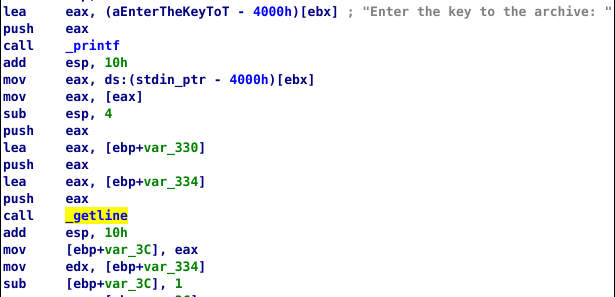 lea eax, (aEnterTheKeyToT - 4000h)[ebx] ; "Enter the key to the archive: "
push eax
call _printf
add esp, 10h
mov eax, ds:(stdin_ptr - 4000h)[ebx]
mov eax, [eax]
sub esp, 4
push eax
lea eax, [ebp+var_330]
push eax
lea eax, [ebp+var_334]
push eax
call _getline
add esp, 10h
mov [ebp+var_3C], eax
mov edx, [ebp+var_334]
sub [ebp+var_3C], 1